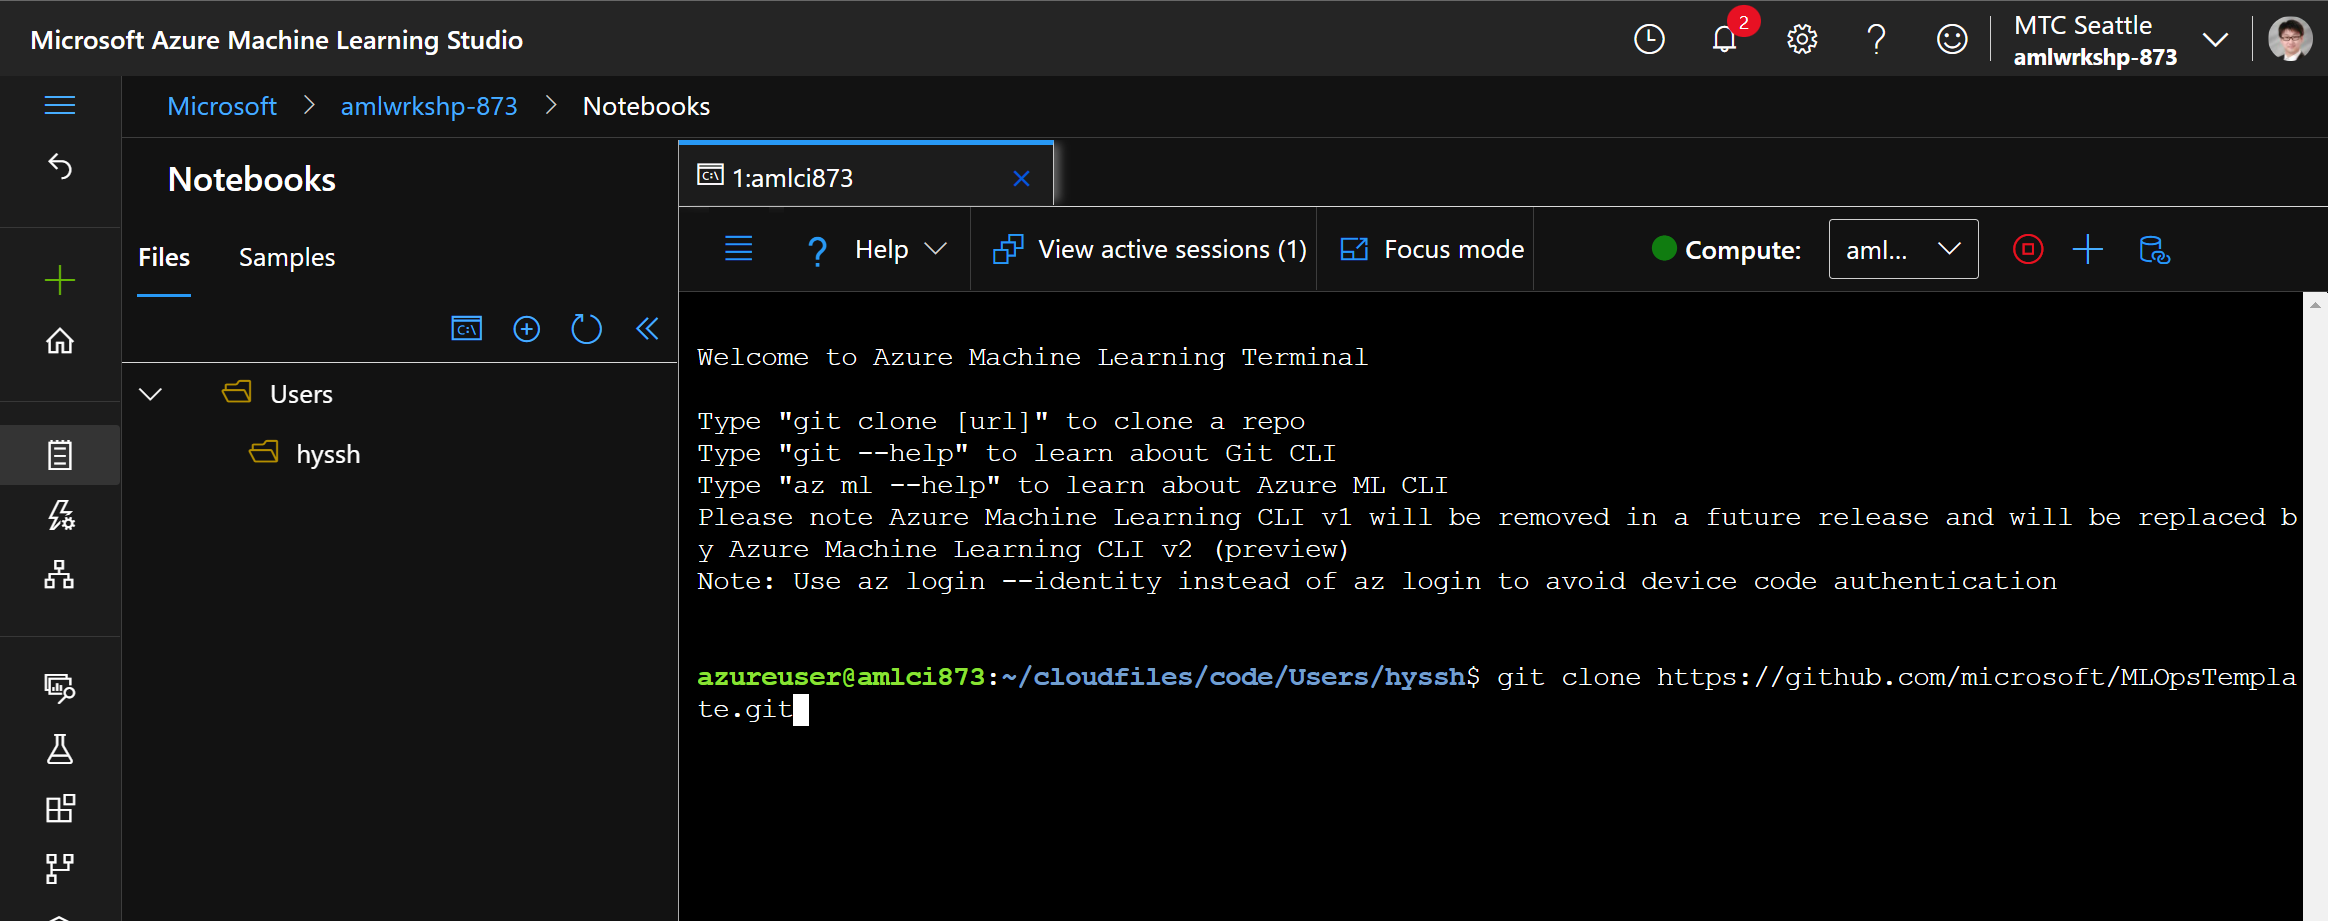 Microsoft Azure Machine Learning Studio
2
MTC Seattle
amlwrkshp-873
Microsoft > amlwrkshp-873 > Notebooks
Notebooks
1:amlci873
Files Samples
Help View active sessions (1) Focus mode Compute: aml...
Users
hyssh
Welcome to Azure Machine Learning Terminal
Type "git clone [url]" to clone a repo
Type "git --help" to learn about Git CLI
Type "az ml --help" to learn about Azure ML CLI
Please note Azure Machine Learning CLI v1 will be removed in a future release and will be replaced b
y Azure Machine Learning CLI v2 (preview)
Note: Use az login --identity instead of az login to avoid device code authentication
azureuser@amlci873:~/cloudfiles/code/Users/hyssh$ git clone https://github.com/microsoft/MLOpsTempla
te.git